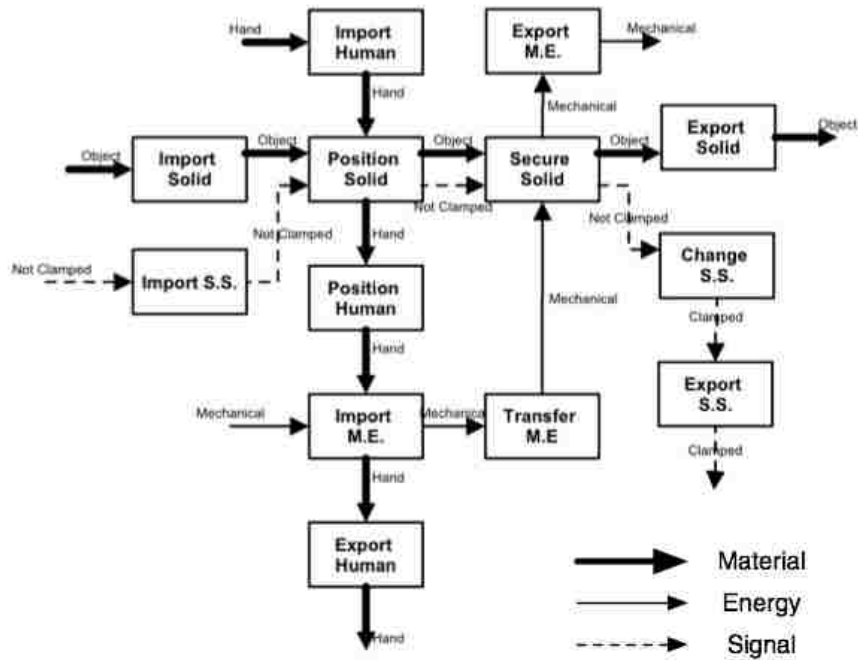 Hand
Import
Human
Export
M.E.
Mechanical
Hand
Mechanical
Object
Import
Solid
Object
Position
Solid
Object
Secure
Solid
Object
Export
Solid
Object
Not Clamped
Not Clamped
Not Clamped
Hand
Not Clamped
Import S.S.
Position
Human
Mechanical
Change
S.S.
Clamped
Hand
Export
S.S.
Mechanical
Import
M.E.
Mechanical
Transfer
M.E
Clamped
Hand
Export
Human
Hand
Material
Energy
Signal